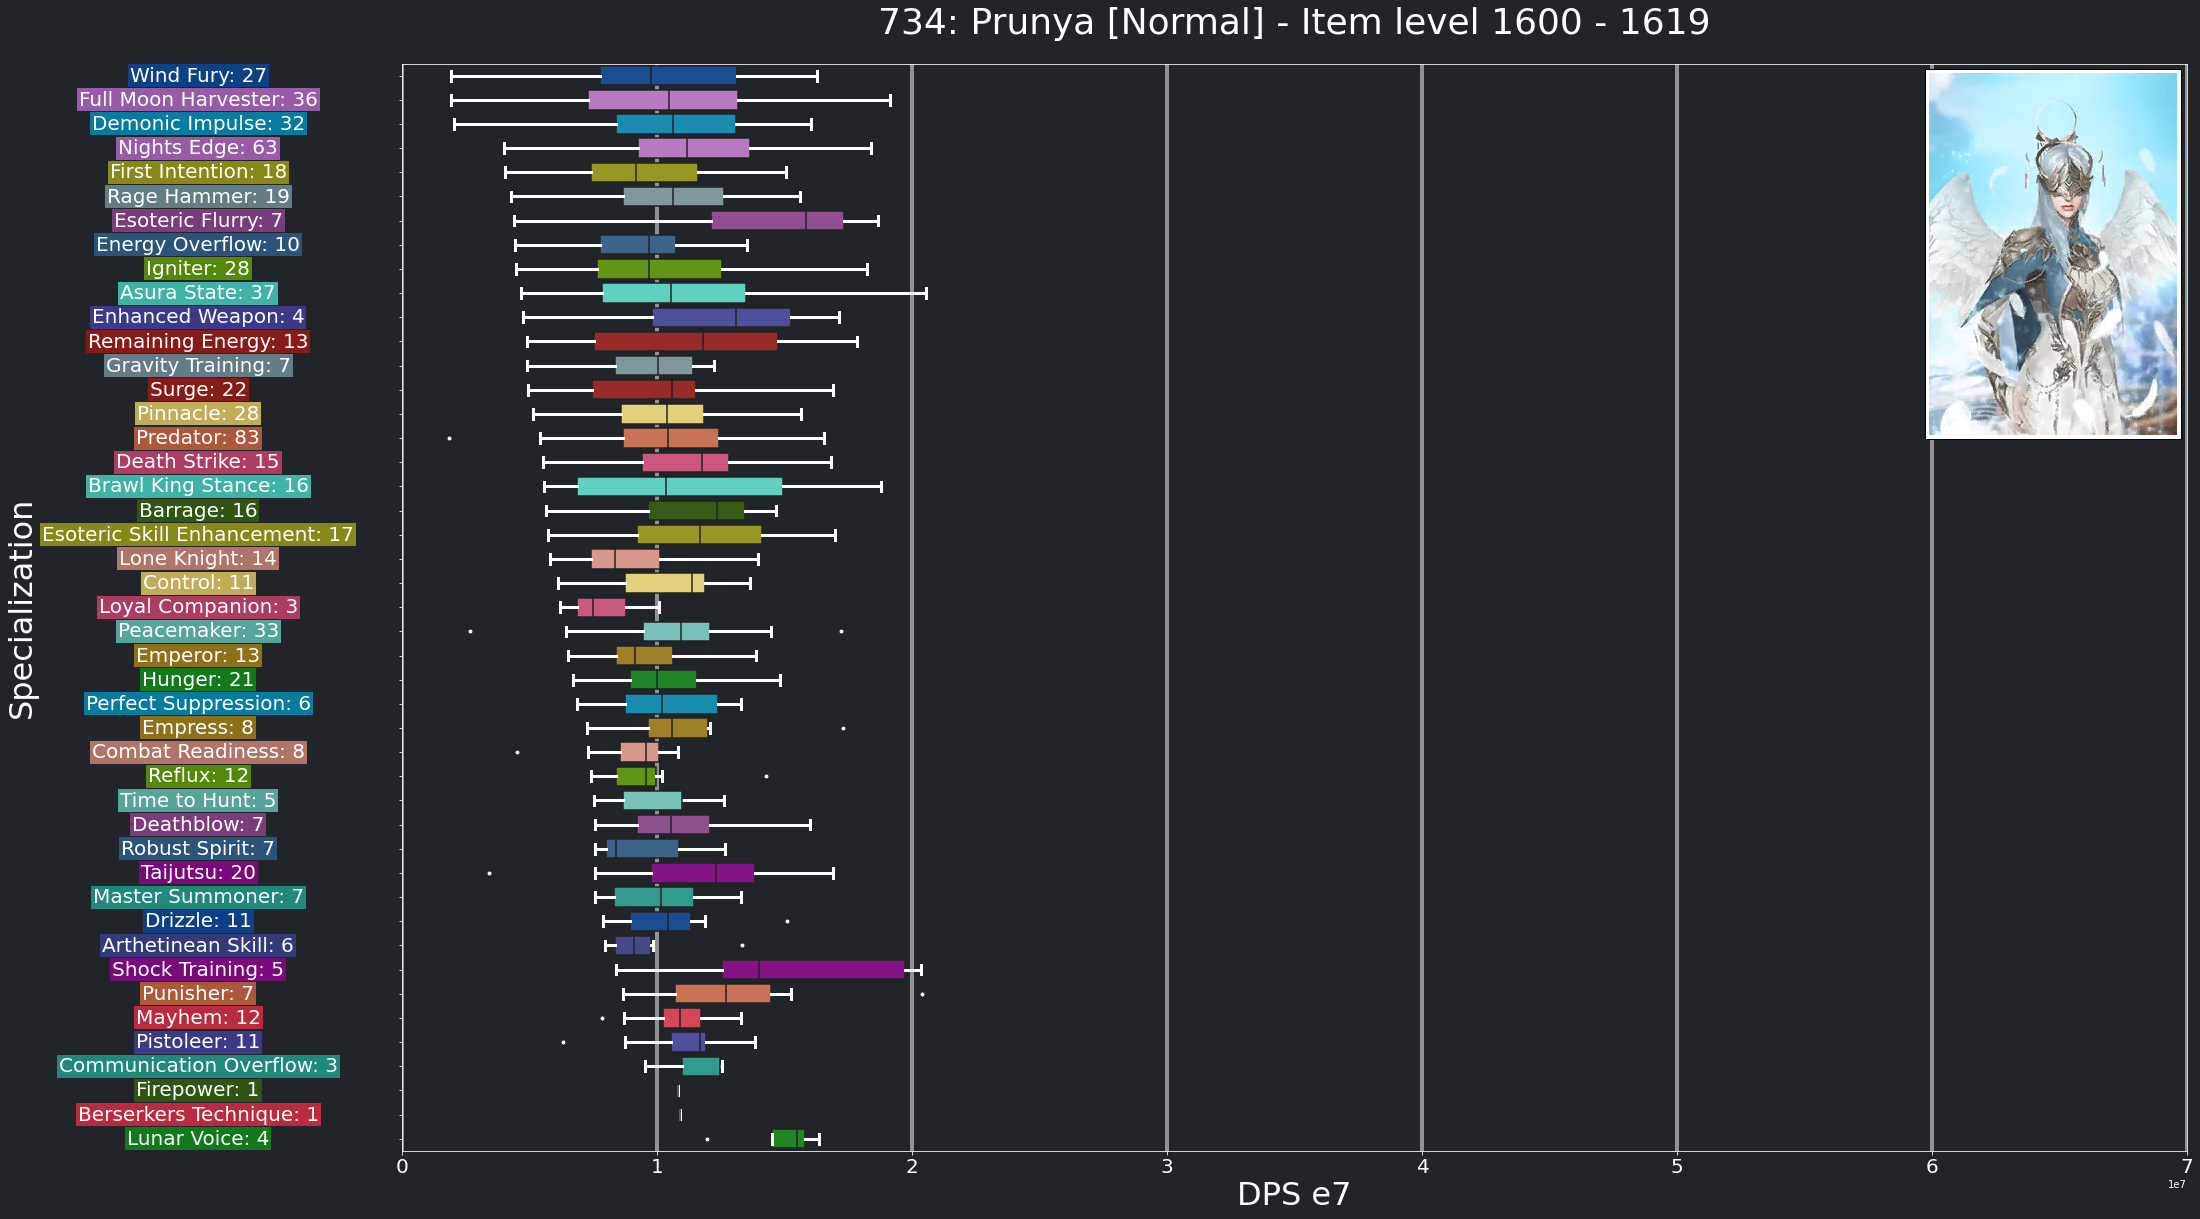 734: Prunya [Normal] - Item level 1600 - 1619
Specialization
Wind Fury: 27
Full Moon Harvester: 36
Demonic Impulse: 32
Nights Edge: 63
First Intention: 18
Rage Hammer: 19
Esoteric Flurry: 7
Energy Overflow: 10
Igniter: 28
Asura State: 37
Enhanced Weapon: 4
Remaining Energy: 13
Gravity Training: 7
Surge: 22
Pinnacle: 28
Predator: 83
Death Strike: 15
Brawl King Stance: 16
Barrage: 16
Esoteric Skill Enhancement: 17
Lone Knight: 14
Control: 11
Loyal Companion: 3
Peacemaker: 33
Emperor: 13
Hunger: 21
Perfect Suppression: 6
Empress: 8
Combat Readiness: 8
Reflux: 12
Time to Hunt: 5
Deathblow: 7
Robust Spirit: 7
Taijutsu: 20
Master Summoner: 7
Drizzle: 11
Arthetinean Skill: 6
Shock Training: 5
Punisher: 7
Mayhem: 12
Pistoleer: 11
Communication Overflow: 3
Firepower: 1
Berserkers Technique: 1
Lunar Voice: 4
0 1 2 3 4 5 6 7
1e7
DPS e7